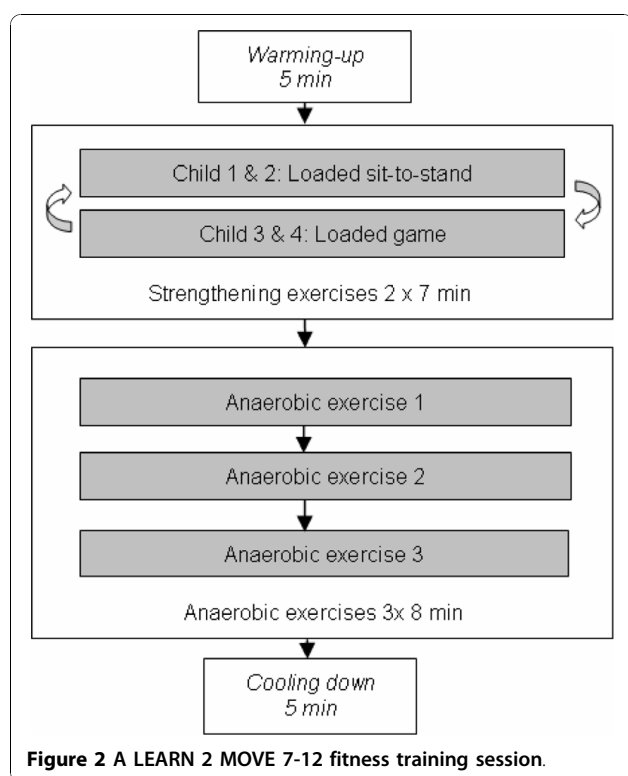 Warming-up
5 min
Child 1 & 2: Loaded sit-to-stand
Child 3 & 4: Loaded game
Strengthening exercises 2 x 7 min
Anaerobic exercise 1
Anaerobic exercise 2
Anaerobic exercise 3
Anaerobic exercises 3x 8 min
Cooling down
5 min
Figure 2 A LEARN 2 MOVE 7-12 fitness training session.